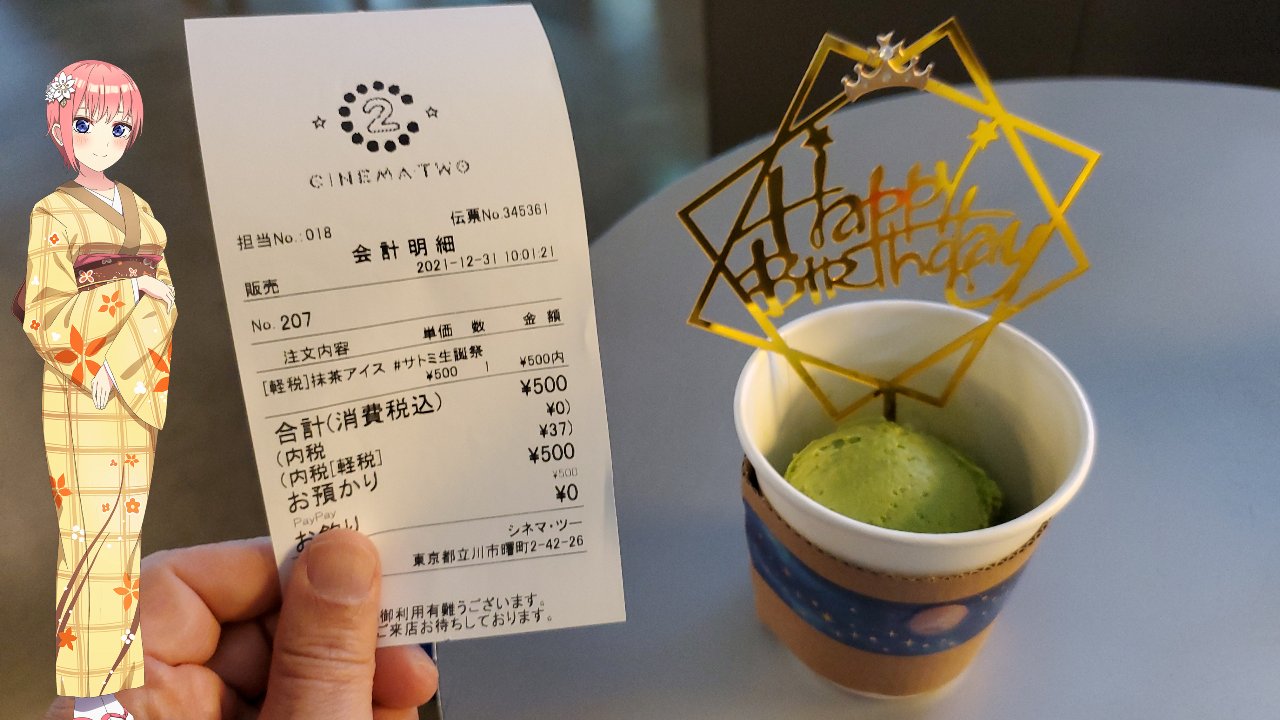 2
CINEMA TWO
伝票No.345361
担当No.:018
会計明細
2021-12-31 10:01:21
販売
No. 207
注文内容 単価 数 金額
[軽税]抹茶アイス #サトミ生誕祭
¥500 1 ¥500内
合計(消費税込) ¥500
(内税 ¥0)
(内税[軽税] ¥37)
お預かり ¥500
PayPay ¥500
お釣り ¥0
シネマ・ツー
東京都立川市曙町2-42-26
御利用有難うございます。
ご来店お待ちしております。
Happy
Birthday